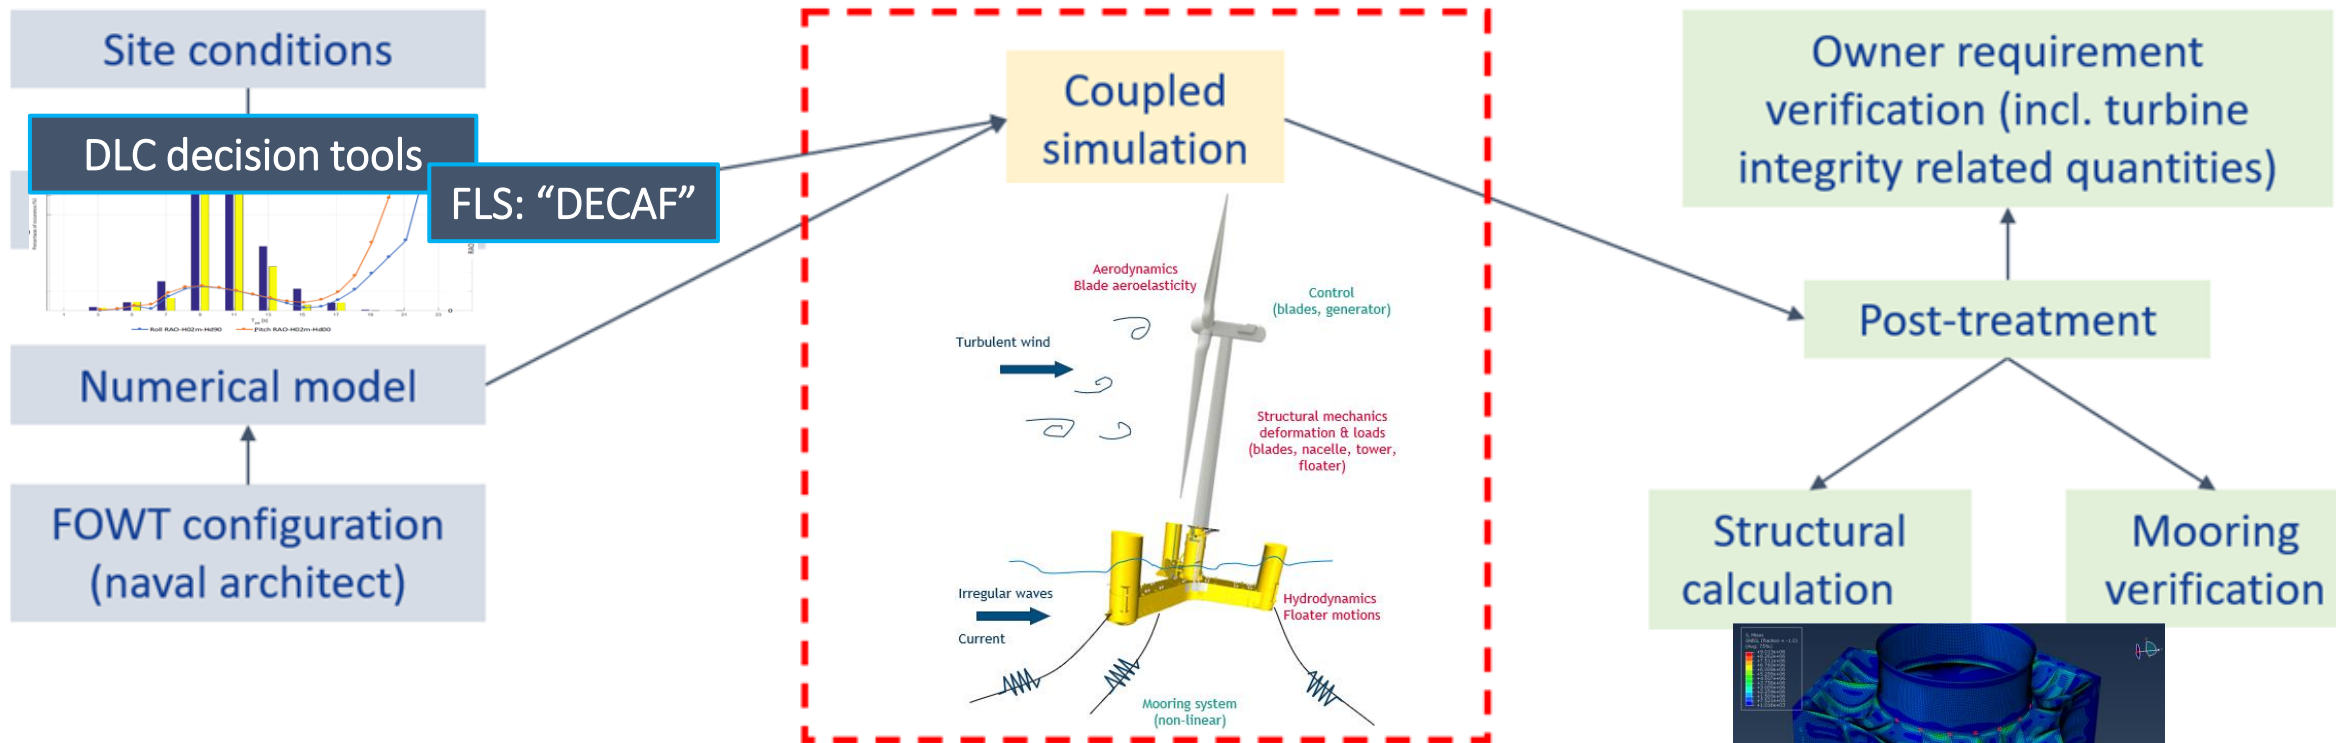 Site conditions
DLC decision tools
FLS: “DECAF”
Roll RAO-H02m-Hd90
Pitch RAO-H02m-Hd00
Numerical model
FOWT configuration
(naval architect)
Coupled
simulation
Aerodynamics
Blade aeroelasticity
Control
(blades, generator)
Turbulent wind
Structural mechanics
deformation & loads
(blades, nacelle, tower,
floater)
Irregular waves
Current
Hydrodynamics
Floater motions
Mooring system
(non-linear)
Owner requirement
verification (incl. turbine
integrity related quantities)
Post-treatment
Structural
calculation
Mooring
verification